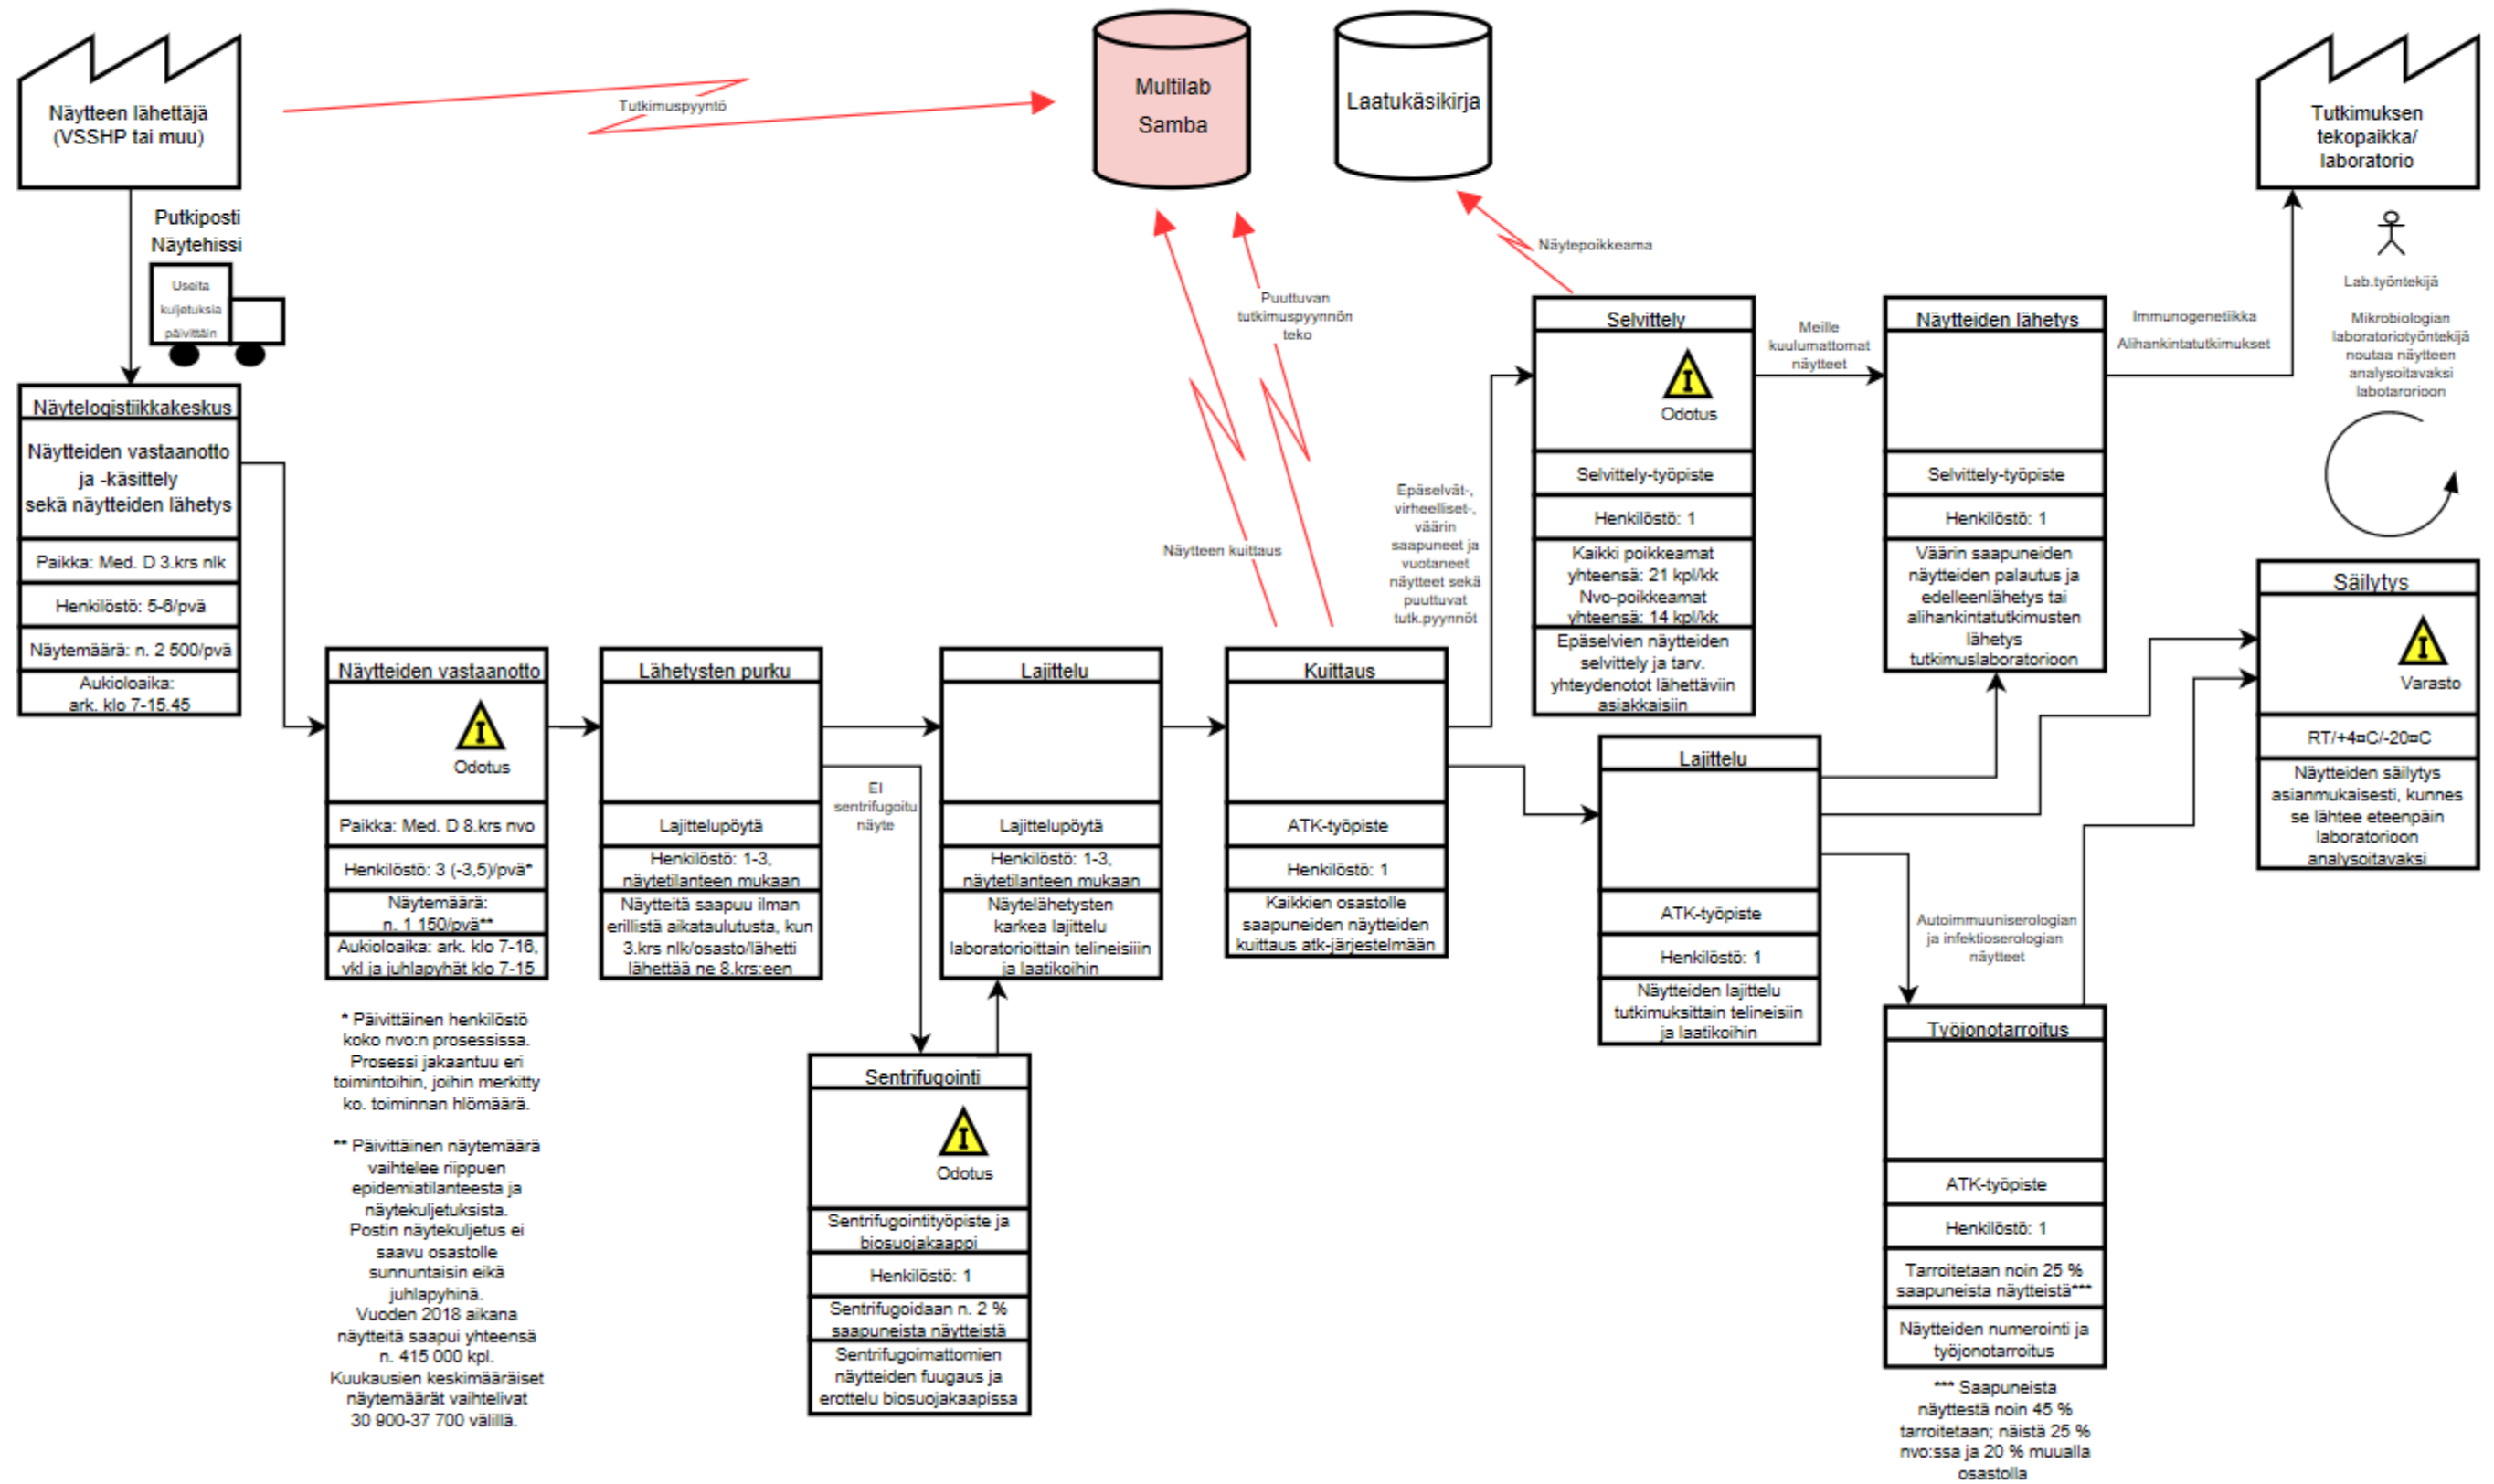 Näytteen lähettäjä
(VSSHP tai muu)
Tutkimuspyyntö
Multilab
Samba
Laatukäsikirja
Tutkimuksen
tekopaikka/
laboratorio
Putkiposti
Näytehissi
Useita
kuljetuksia
päivittäin
Näytelogistiikkakeskus
Näytteiden vastaanotto
ja -käsittely
sekä näytteiden lähetys
Paikka: Med. D 3.krs nlk
Henkilöstö: 5-6/pvä
Näytemäärä: n. 2 500/pvä
Aukioloaika:
ark. klo 7-15.45
Näytteiden vastaanotto
I
Odotus
Paikka: Med. D 8.krs nvo
Henkilöstö: 3 (-3,5)/pvä*
Näytemäärä:
n. 1 150/pvä**
Aukioloaika: ark. klo 7-16,
vkl ja juhlapyhät klo 7-15
* Päivittäinen henkilöstö
koko nvo:n prosessissa.
Prosessi jakaantuu eri
toimintoihin, joihin merkitty
ko. toiminnan hlömäärä.
** Päivittäinen näytemäärä
vaihtelee riippuen
epidemiatilanteesta ja
näytekuljetuksista.
Postin näytekuljetus ei
saavu osastolle
sunnuntaisin eikä
juhlapyhinä.
Vuoden 2018 aikana
näytteitä saapui yhteensä
n. 415 000 kpl.
Kuukausien keskimääräiset
näytemäärät vaihtelivat
30 900-37 700 välillä.
Lähetysten purku
Lajittelupöytä
Henkilöstö: 1-3,
näytetilanteen mukaan
Näytteitä saapuu ilman
erillistä aikataulutusta, kun
3.krs nlk/osasto/lähetti
lähettää ne 8.krs:een
EI
sentrifugoitu
näyte
Sentrifugointi
I
Odotus
Sentrifugointityöpiste ja
biosuojakaappi
Henkilöstö: 1
Sentrifugoidaan n. 2 %
saapuneista näytteistä
Sentrifugoimattomien
näytteiden fuugaus ja
erottelu biosuojakaapissa
Lajittelu
Lajittelupöytä
Henkilöstö: 1-3,
näytetilanteen mukaan
Näytelähetysten
karkea lajittelu
laboratorioittain telineisiiin
ja laatikoihin
Näytteen kuittaus
Puuttuvan
tutkimuspyynnön
teko
Kuittaus
ATK-työpiste
Henkilöstö: 1
Kaikkien osastolle
saapuneiden näytteiden
kuittaus atk-järjestelmään
Epäselvät-,
virheelliset-,
väärin
saapuneet ja
vuotaneet
näytteet sekä
puuttuvat
tutk.pyynnöt
Näytepoikkeama
Selvittely
I
Odotus
Selvittely-työpiste
Henkilöstö: 1
Kaikki poikkeamat
yhteensä: 21 kpl/kk
Nvo-poikkeamat
yhteensä: 14 kpl/kk
Epäselvien näytteiden
selvittely ja tarv.
yhteydenotot lähettäviin
asiakkaisiin
Meille
kuulumattomat
näytteet
Näytteiden lähetys
Selvittely-työpiste
Henkilöstö: 1
Väärin saapuneiden
näytteiden palautus ja
edelleenlähetys tai
alihankintatutkimusten
lähetys
tutkimuslaboratorioon
Immunogenetiikka
Alihankintatutkimukset
Lab.työntekijä
Mikrobiologian
laboratoriotyöntekijä
noutaa näytteen
analysoitavaksi
labotarorioon
Lajittelu
ATK-työpiste
Henkilöstö: 1
Näytteiden lajittelu
tutkimuksittain telineisiin
ja laatikoihin
Autoimmuuniserologian
ja infektioserologian
näytteet
Työjonotarroitus
ATK-työpiste
Henkilöstö: 1
Tarroitetaan noin 25 %
saapuneista näytteistä***
Näytteiden numerointi ja
työjonotarroitus
*** Saapuneista
näyttestä noin 45 %
tarroitetaan; näistä 25 %
nvo:ssa ja 20 % muualla
osastolla
Säilytys
I
Varasto
RT/+4¤C/-20¤C
Näytteiden säilytys
asianmukaisesti, kunnes
se lähtee eteenpäin
laboratorioon
analysoitavaksi